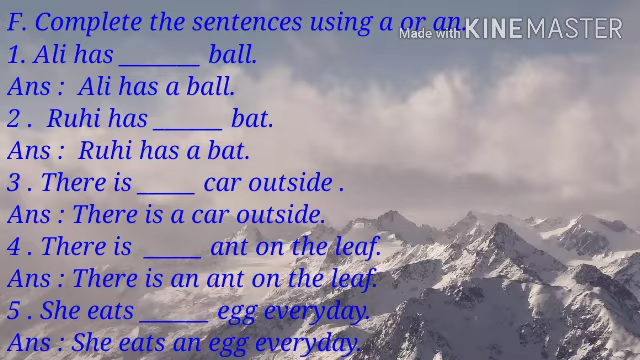 F. Complete the sentences using a or an.
Made with KINEMASTER
1. Ali has ________ ball.
Ans :  Ali has a ball.
2 .  Ruhi has _______ bat.
Ans :  Ruhi has a bat.
3 . There is ______ car outside .
Ans : There is a car outside.
4 . There is  ______ ant on the leaf.
Ans : There is an ant on the leaf.
5 . She eats _______ egg everyday.
Ans : She eats an egg everyday.